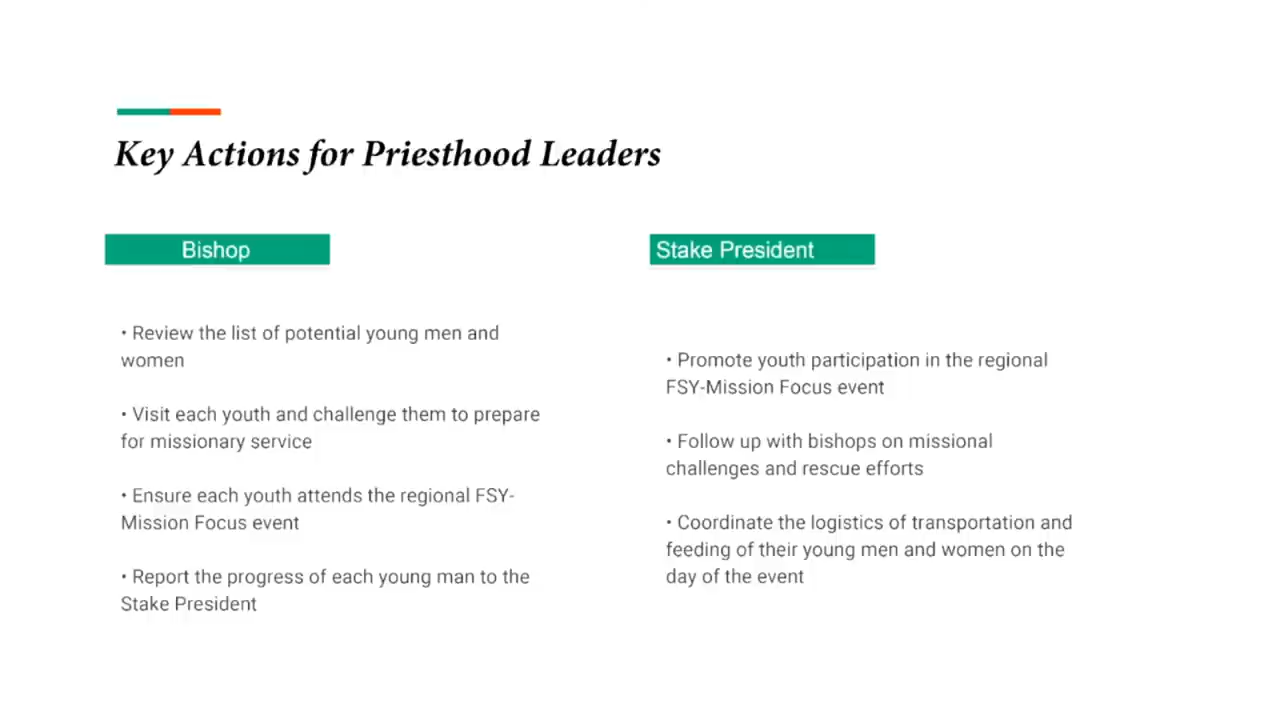 Key Actions for Priesthood Leaders
Bishop
• Review the list of potential young men and
women
• Visit each youth and challenge them to prepare
for missionary service
• Ensure each youth attends the regional FSY-
Mission Focus event
• Report the progress of each young man to the
Stake President
Stake President
• Promote youth participation in the regional
FSY-Mission Focus event
• Follow up with bishops on missional
challenges and rescue efforts
• Coordinate the logistics of transportation and
feeding of their young men and women on the
day of the event